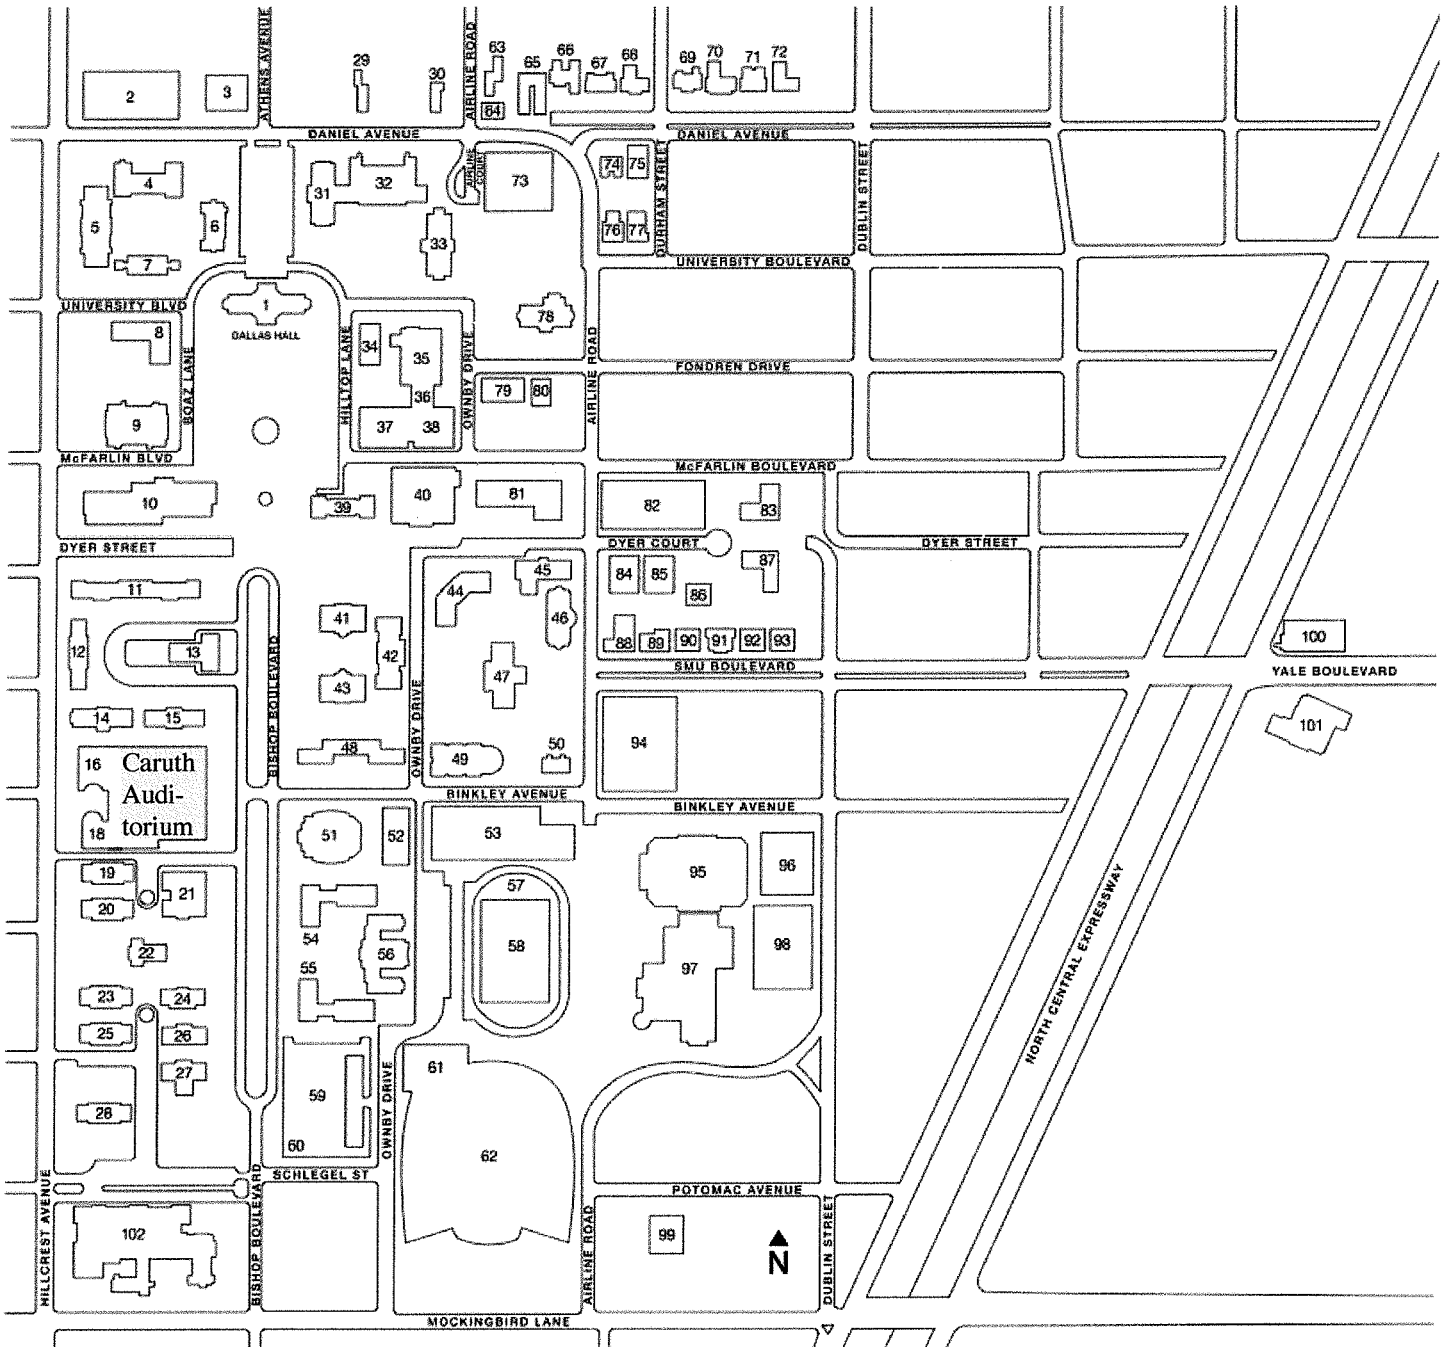 ATHENS AVENUE
AIRLINE ROAD
63
66
65
67
68
69
70
71
72
29
30
64
2
3
DANIEL AVENUE
DANIEL AVENUE
AIRLINE COURT
DURHAM STREET
DUBLIN STREET
4
5
6
7
31
32
33
73
74
75
76
77
UNIVERSITY BOULEVARD
UNIVERSITY BLVD
1
DALLAS HALL
78
8
BOAZ LANE
HILLTOP LANE
34
35
36
37
38
OWNBY DRIVE
79
80
AIRLINE ROAD
FONDREN DRIVE
9
McFARLIN BLVD
McFARLIN BOULEVARD
10
39
40
81
82
83
DYER STREET
DYER COURT
DYER STREET
11
12
13
14
15
BISHOP BOULEVARD
41
42
43
48
OWNBY DRIVE
44
45
46
47
49
50
84
85
86
87
88
89
90
91
92
93
SMU BOULEVARD
100
YALE BOULEVARD
101
16
Caruth
Audi-
torium
18
94
BINKLEY AVENUE
BINKLEY AVENUE
51
52
53
95
96
19
20
21
22
23
24
25
26
27
28
54
55
56
57
58
97
98
NORTH CENTRAL EXPRESSWAY
59
60
61
62
OWNBY DRIVE
SCHLEGEL ST
POTOMAC AVENUE
HILLCREST AVENUE
BISHOP BOULEVARD
102
AIRLINE ROAD
99
N
DUBLIN STREET
MOCKINGBIRD LANE